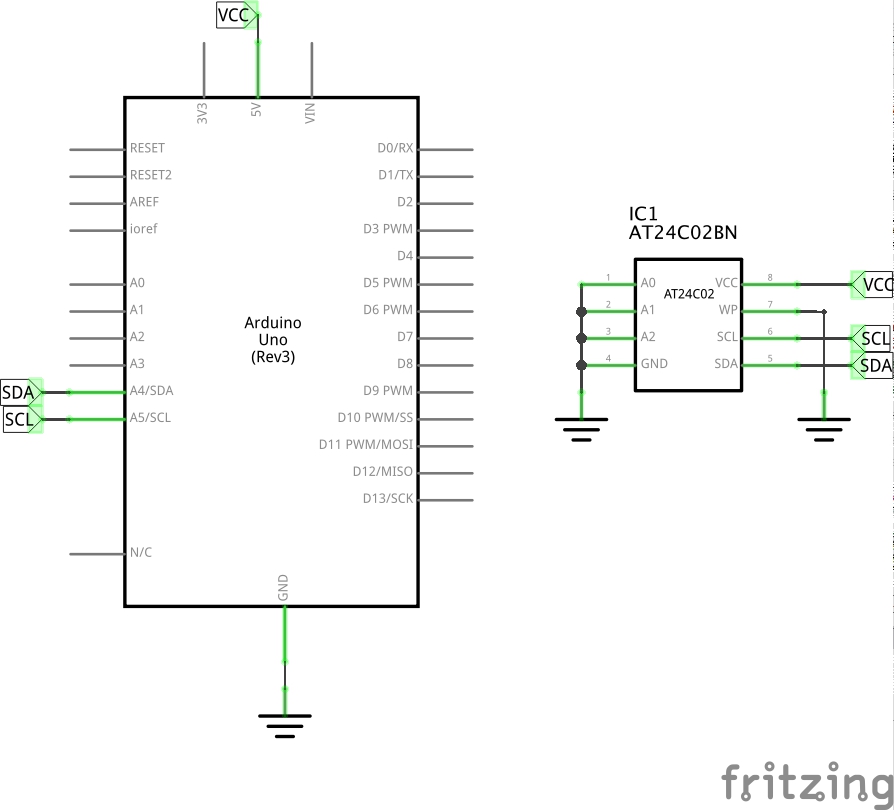 VCC
3V3
5V
VIN
RESET
RESET2
AREF
ioref
A0
A1
A2
A3
SDA
A4/SDA
SCL
A5/SCL
N/C
Arduino
Uno
(Rev3)
D0/RX
D1/TX
D2
D3 PWM
D4
D5 PWM
D6 PWM
D7
D8
D9 PWM
D10 PWM/SS
D11 PWM/MOSI
D12/MISO
D13/SCK
GND
IC1
AT24C02BN
1 A0
2 A1
3 A2
4 GND
AT24C02
VCC 8 VCC
WP 7
SCL 6 SCL
SDA 5 SDA
fritzing